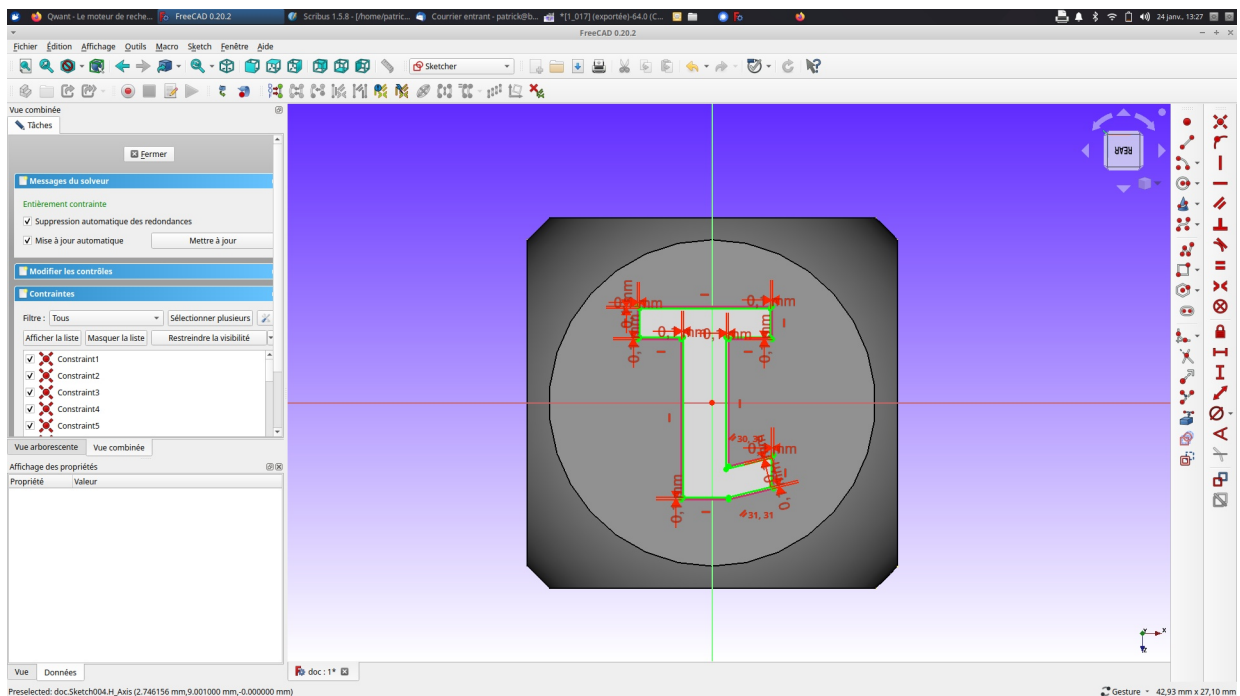 Qwant - Le moteur de reche... FreeCAD 0.20.2 Scribus 1.5.8 - [/home/patric... Courrier entrant - patrick@b... *[1_017] (exportée)-64.0 (C... Fo 24 janv., 13:27
FreeCAD 0.20.2
Fichier Édition Affichage Outils Macro Sketch Fenêtre Aide
Sketcher
Vue combinée
Tâches
Fermer
Messages du solveur
Entièrement contrainte
Suppression automatique des redondances
Mise à jour automatique Mettre à jour
Modifier les contrôles
Contraintes
Filtre : Tous Sélectionner plusieurs
Afficher la liste Masquer la liste Restreindre la visibilité
Constraint1
Constraint2
Constraint3
Constraint4
Constraint5
Vue arborescente Vue combinée
Affichage des propriétés
Propriété Valeur
REAR
30, 30
31, 31
X
Vue Données
doc : 1*
Preselected: doc.Sketch004.H_Axis (2.746156 mm,9.001000 mm,-0.000000 mm)
Gesture 42,93 mm x 27,10 mm